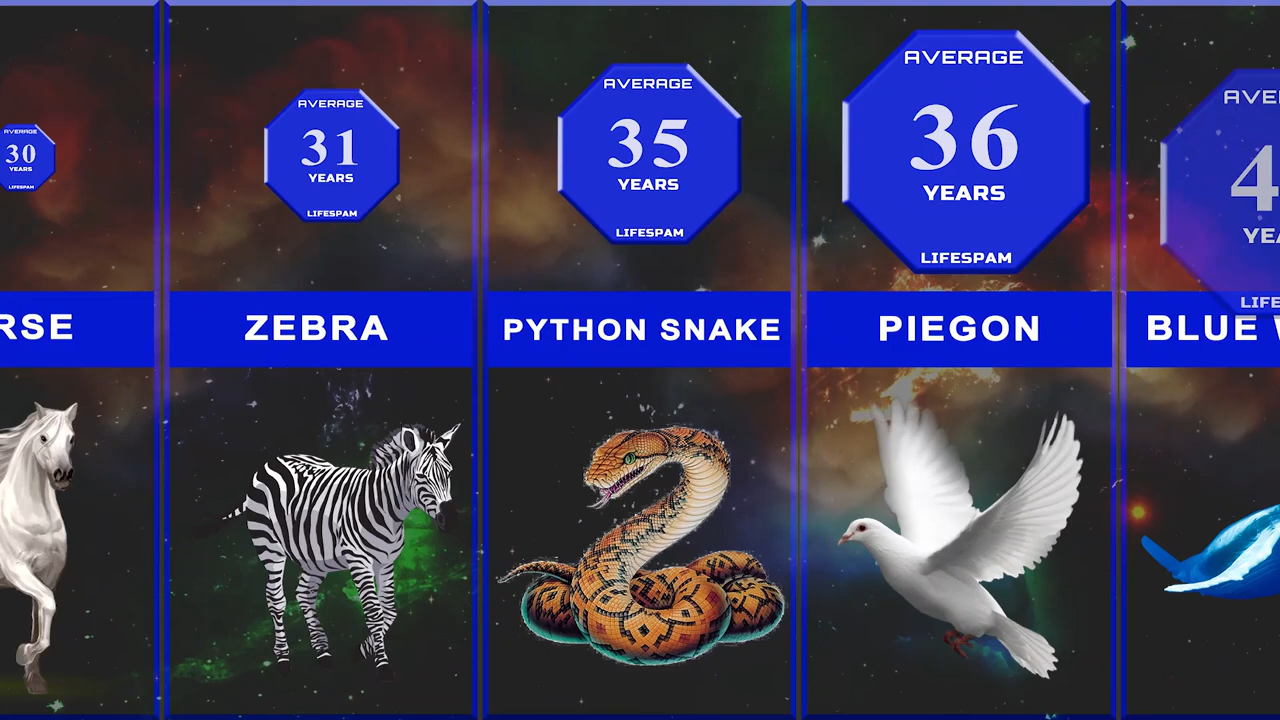 AVERAGE
30
YEARS
LIFESPAM
RSE
AVERAGE
31
YEARS
LIFESPAM
ZEBRA
AVERAGE
35
YEARS
LIFESPAM
PYTHON SNAKE
AVERAGE
36
YEARS
LIFESPAM
PIEGON
AVE
4
YEA
LIFE
BLUE